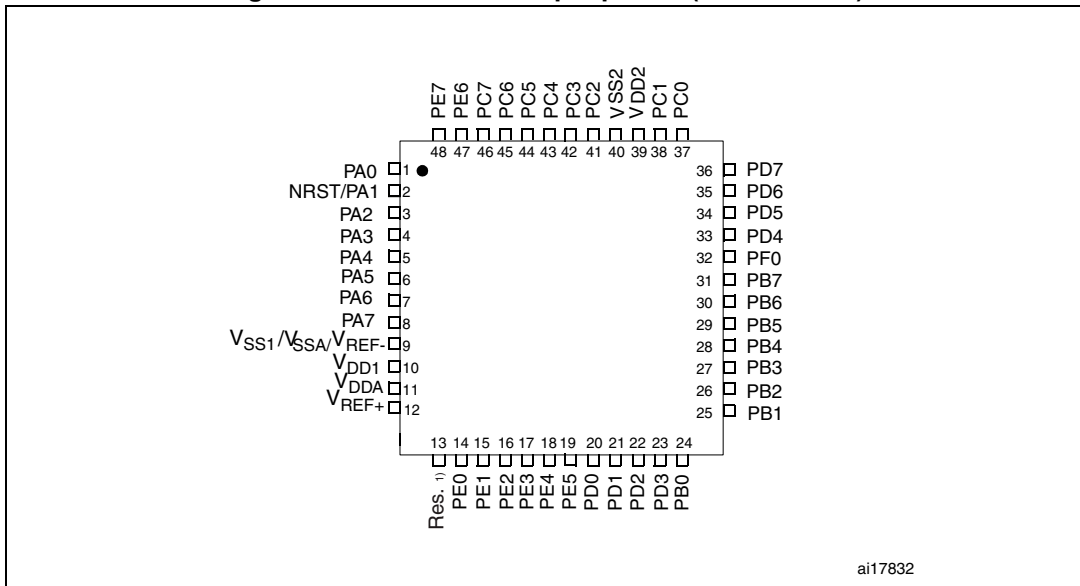 PE7
PE6
PC7
PC6
PC5
PC4
PC3
PC2
VSS2
VDD2
PC1
PC0
48 47 46 45 44 43 42 41 40 39 38 37
PA0 1
NRST/PA1 2
PA2 3
PA3 4
PA4 5
PA5 6
PA6 7
PA7 8
VSS1/VSSA/VREF- 9
VDD1 10
VDDA 11
VREF+ 12
36 PD7
35 PD6
34 PD5
33 PD4
32 PF0
31 PB7
30 PB6
29 PB5
28 PB4
27 PB3
26 PB2
25 PB1
13 14 15 16 17 18 19 20 21 22 23 24
Res. 1)
PE0
PE1
PE2
PE3
PE4
PE5
PD0
PD1
PD2
PD3
PB0
ai17832